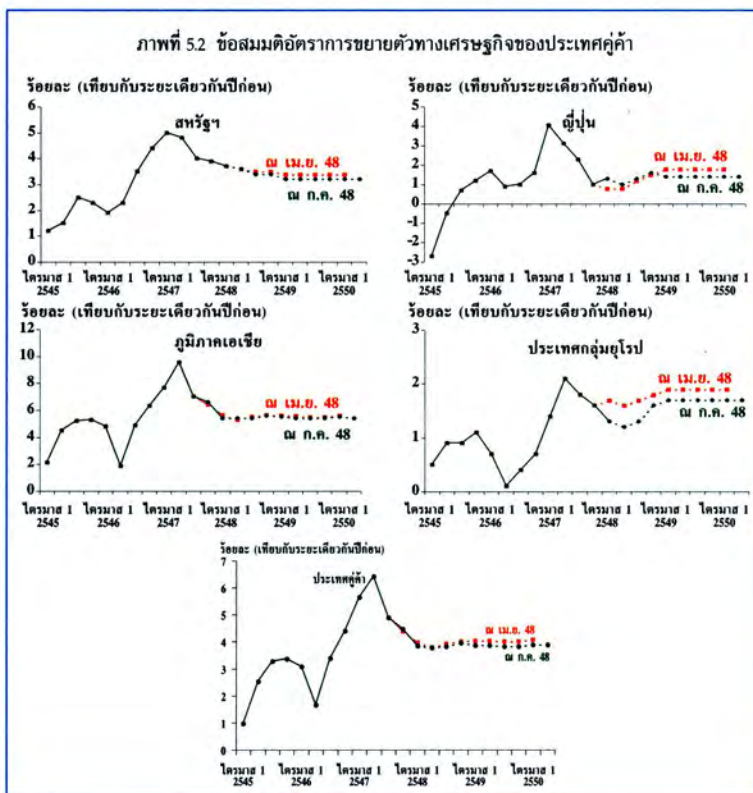 ภาพที่ 5.2 ข้อสมมติอัตราการขยายตัวทางเศรษฐกิจของประเทศคู่ค้า
ร้อยละ (เทียบกับระยะเดียวกันปีก่อน)
สหรัฐฯ
6
5
4
3
2
1
0
ณ เม.ย. 48
ณ ก.ค. 48
ไตรมาส 1 ไตรมาส 1 ไตรมาส 1 ไตรมาส 1 ไตรมาส 1 ไตรมาส 1
2545 2546 2547 2548 2549 2550
ร้อยละ (เทียบกับระยะเดียวกันปีก่อน)
ญี่ปุ่น
5
4
3
2
1
0
-1
-2
-3
ณ เม.ย. 48
ณ ก.ค. 48
ไตรมาส 1 ไตรมาส 1 ไตรมาส 1 ไตรมาส 1 ไตรมาส 1 ไตรมาส 1
2545 2546 2547 2548 2549 2550
ร้อยละ (เทียบกับระยะเดียวกันปีก่อน)
ภูมิภาคเอเชีย
12
10
8
6
4
2
0
ณ เม.ย. 48
ณ ก.ค. 48
ไตรมาส 1 ไตรมาส 1 ไตรมาส 1 ไตรมาส 1 ไตรมาส 1 ไตรมาส 1
2545 2546 2547 2548 2549 2550
ร้อยละ (เทียบกับระยะเดียวกันปีก่อน)
ประเทศกลุ่มยุโรป
3
2
1
0
ณ เม.ย. 48
ณ ก.ค. 48
ไตรมาส 1 ไตรมาส 1 ไตรมาส 1 ไตรมาส 1 ไตรมาส 1 ไตรมาส 1
2545 2546 2547 2548 2549 2550
ร้อยละ (เทียบกับระยะเดียวกันปีก่อน)
ประเทศคู่ค้า
7
6
5
4
3
2
1
0
ณ เม.ย. 48
ณ ก.ค. 48
ไตรมาส 1 ไตรมาส 1 ไตรมาส 1 ไตรมาส 1 ไตรมาส 1 ไตรมาส 1
2545 2546 2547 2548 2549 2550